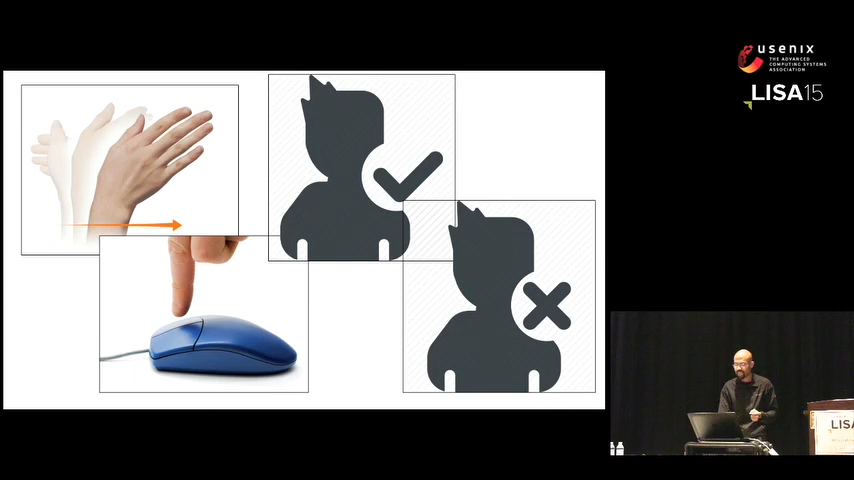 usenix
THE ADVANCED
COMPUTING SYSTEMS
ASSOCIATION
LISA15
LISA